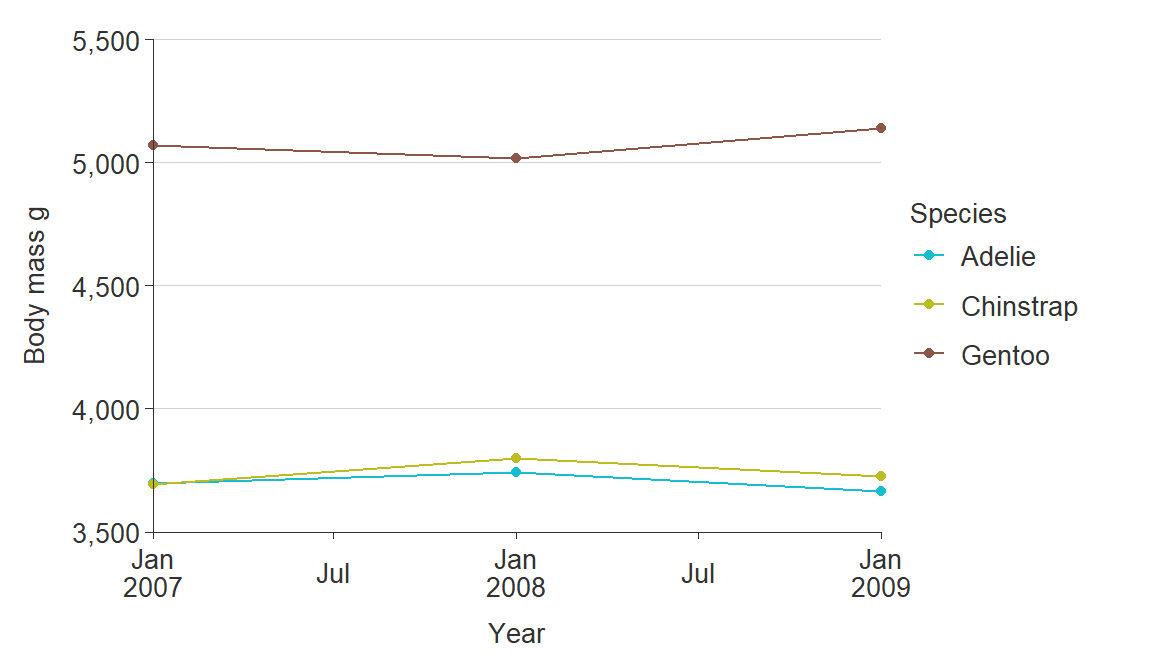 5,500
5,000
4,500
4,000
3,500
Body mass g
Jan
2007
Jul
Jan
2008
Jul
Jan
2009
Year
Species
Adelie
Chinstrap
Gentoo